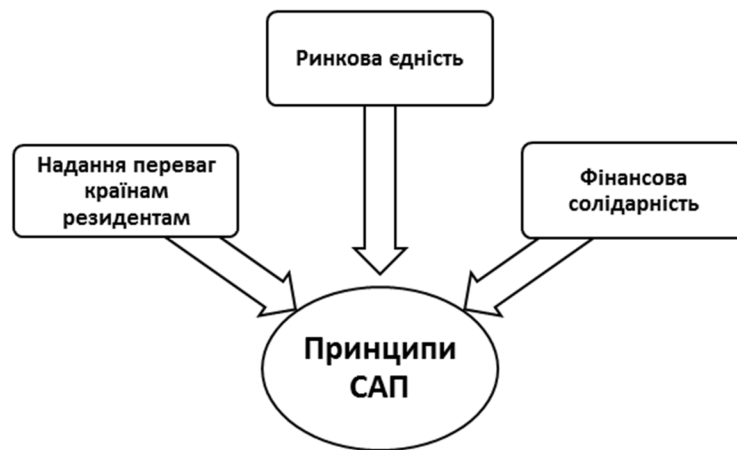 Ринкова єдність
Надання переваг
країнам
резидентам
Фінансова
солідарність
Принципи
САП